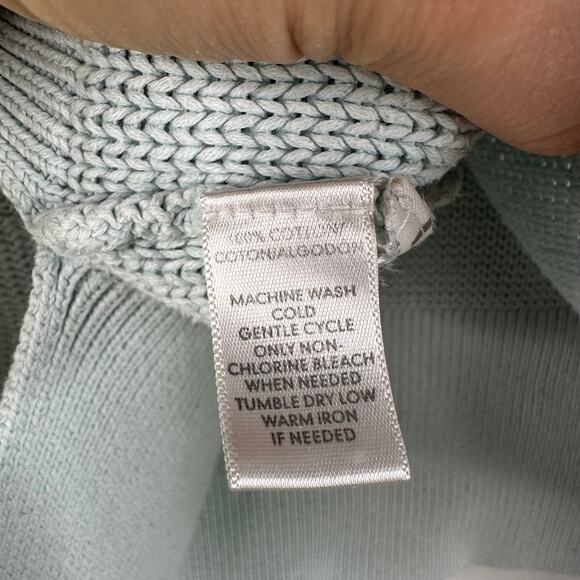 100% COTTON/
COTON/ALGODON
MACHINE WASH
COLD
GENTLE CYCLE
ONLY NON-
CHLORINE BLEACH
WHEN NEEDED
TUMBLE DRY LOW
WARM IRON
IF NEEDED